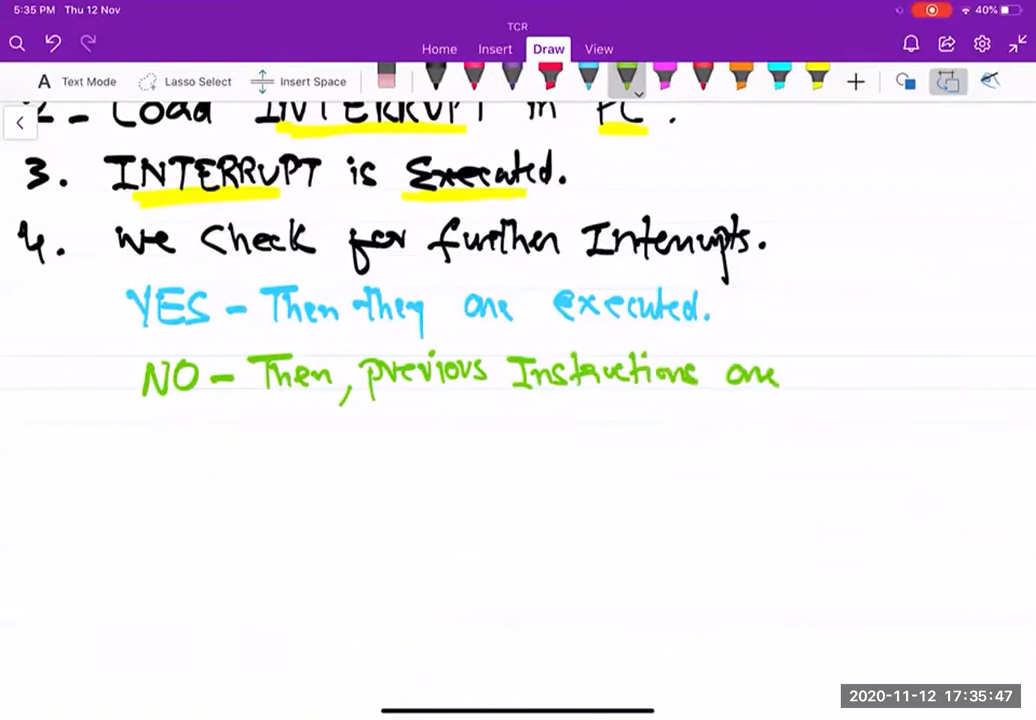 5:35 PM Thu 12 Nov
40%
TCR
Home Insert Draw View
A Text Mode Lasso Select Insert Space
2 - Load INTERRUPT in PC.
3. INTERRUPT is Executed.
4. We Check for further Interrupts.
YES - Then they are executed.
NO - Then, previous Instructions are
2020-11-12 17:35:47